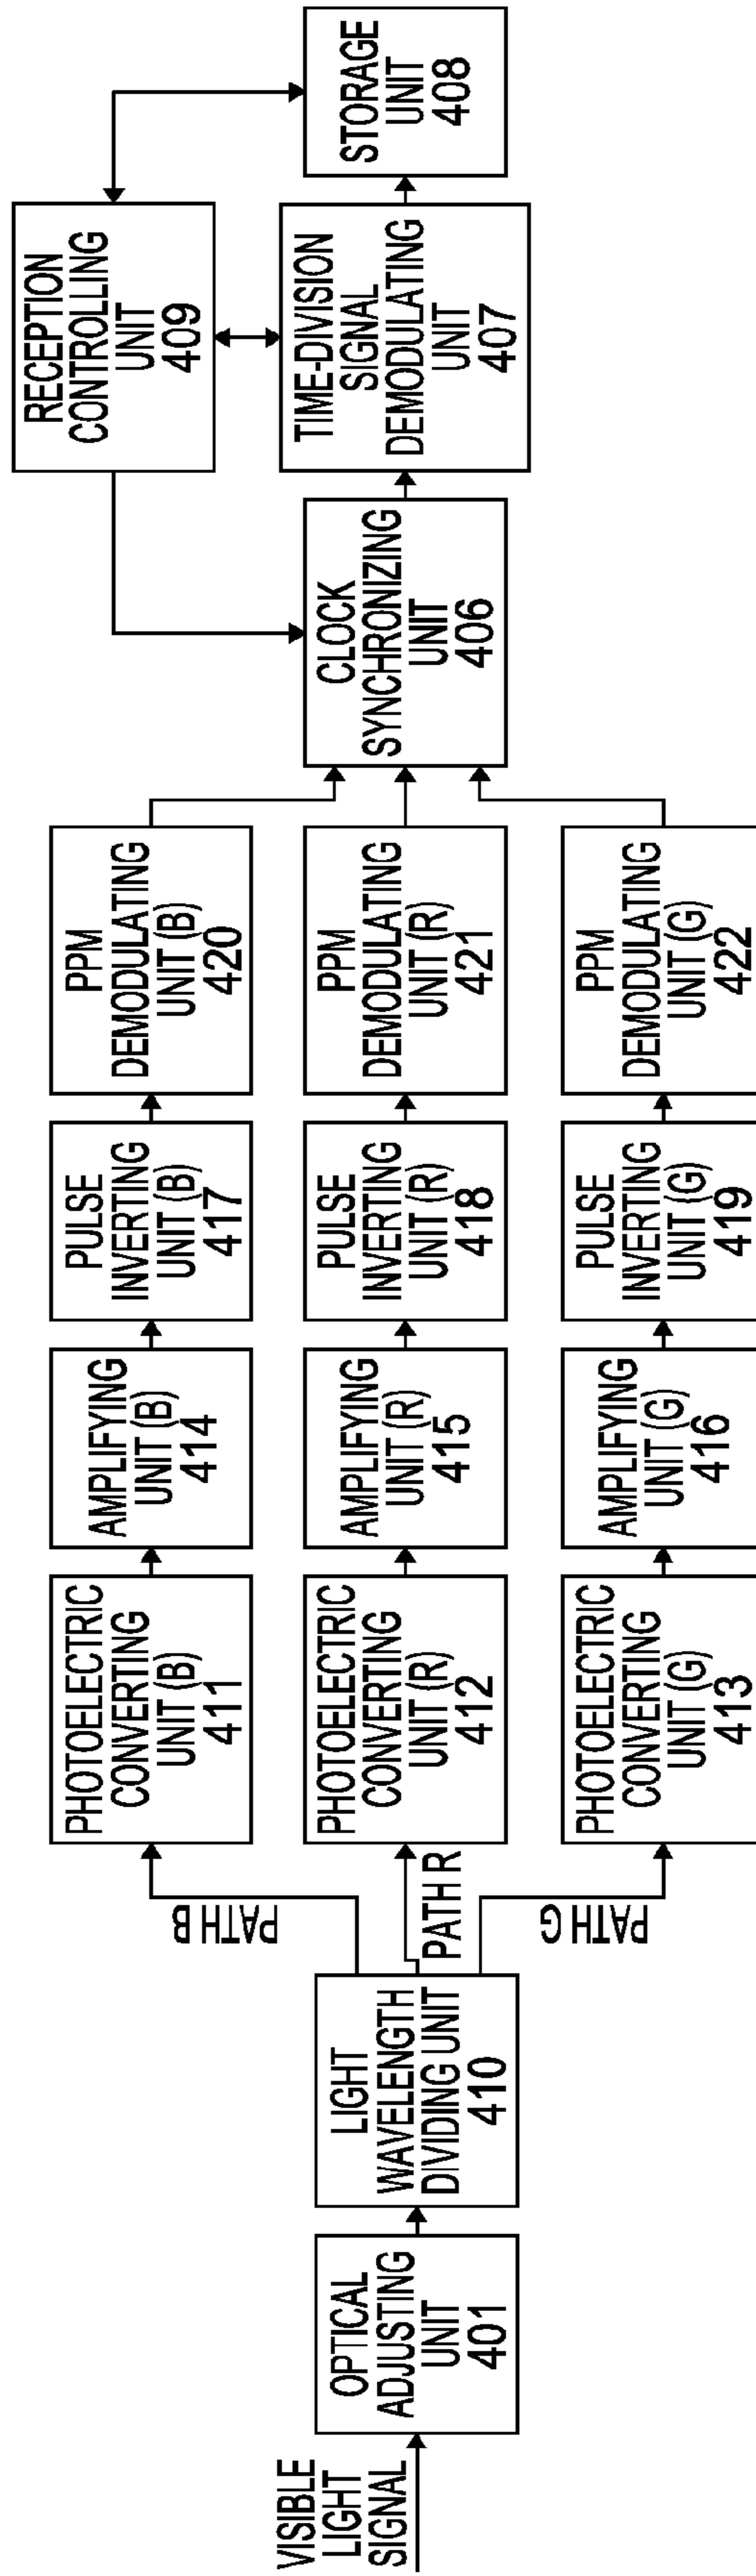 VISIBLE
LIGHT
SIGNAL
OPTICAL
ADJUSTING
UNIT
401
LIGHT
WAVELENGTH
DIVIDING UNIT
410
PATH B
PATH R
PATH G
PHOTOELECTRIC
CONVERTING
UNIT (B)
411
AMPLIFYING
UNIT (B)
414
PULSE
INVERTING
UNIT (B)
417
PPM
DEMODULATING
UNIT (B)
420
PHOTOELECTRIC
CONVERTING
UNIT (R)
412
AMPLIFYING
UNIT (R)
415
PULSE
INVERTING
UNIT (R)
418
PPM
DEMODULATING
UNIT (R)
421
PHOTOELECTRIC
CONVERTING
UNIT (G)
413
AMPLIFYING
UNIT (G)
416
PULSE
INVERTING
UNIT (G)
419
PPM
DEMODULATING
UNIT (G)
422
CLOCK
SYNCHRONIZING
UNIT
406
RECEPTION
CONTROLLING
UNIT
409
TIME-DIVISION
SIGNAL
DEMODULATING
UNIT
407
STORAGE
UNIT
408